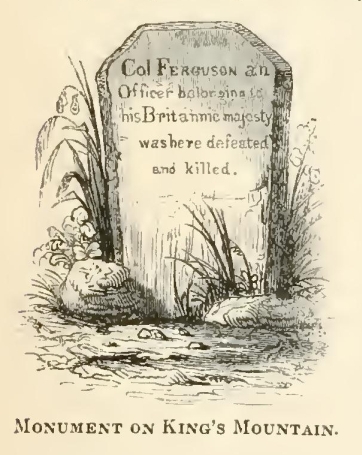 Col FERGUSON an
Officer belonging to
his Britannic majesty
was here defeated
and killed.
MONUMENT ON KING'S MOUNTAIN.